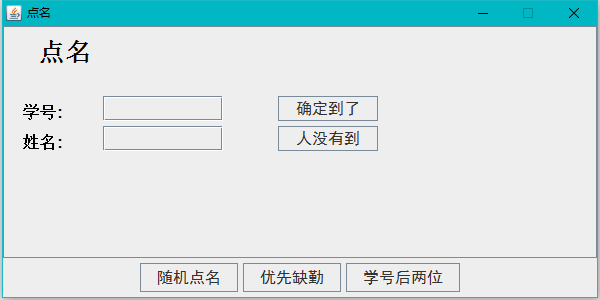 点名
点名
学号：
确定到了
姓名：
人没有到
随机点名 优先缺勤 学号后两位